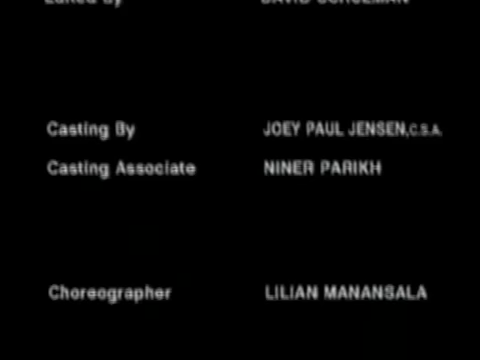 Casting By JOEY PAUL JENSEN, C.S.A.
Casting Associate NINER PARIKH
Choreographer LILIAN MANANSALA